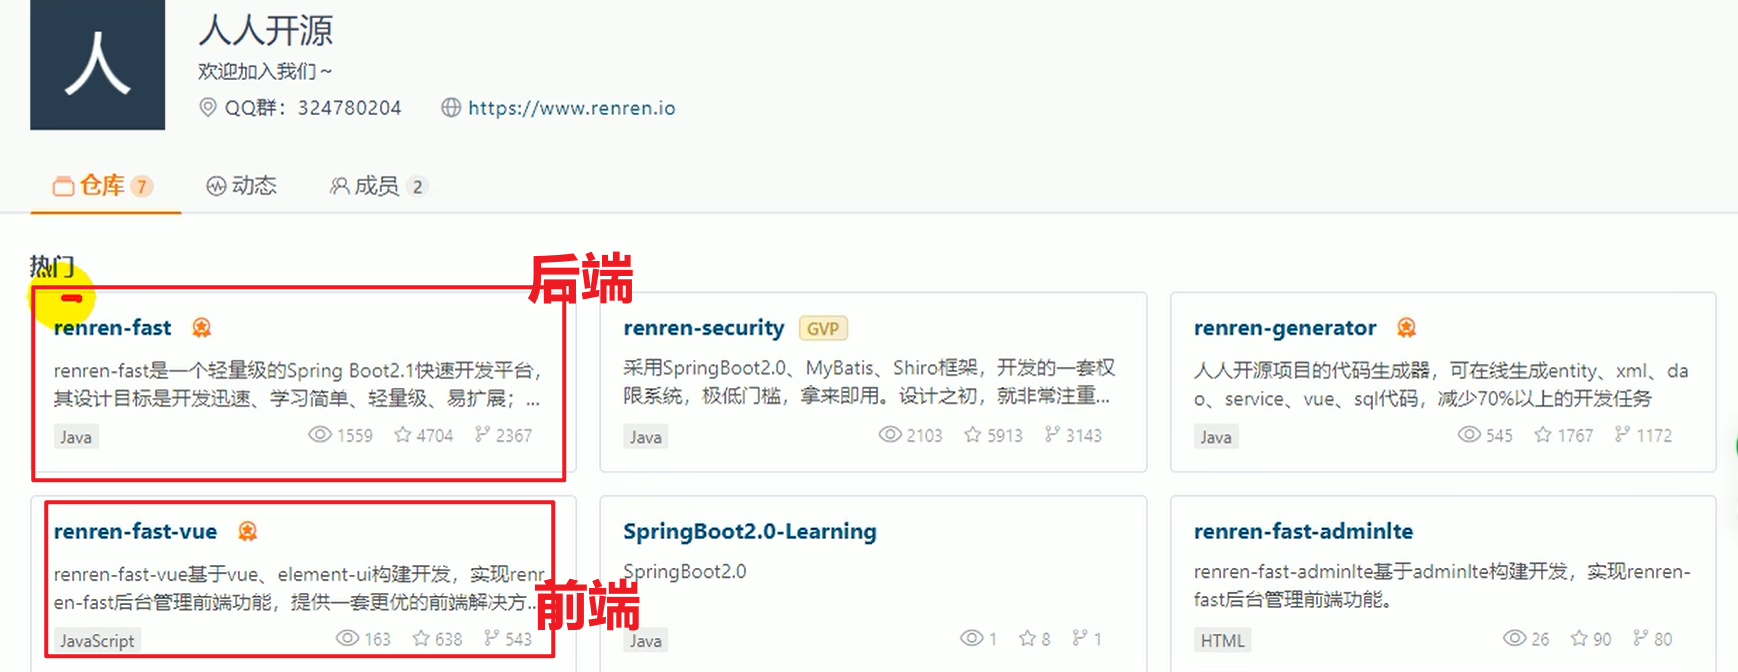 人
人人开源
欢迎加入我们~
QQ群：324780204 https://www.renren.io
仓库 7 动态 成员 2
热门
后端
renren-fast
renren-fast是一个轻量级的Spring Boot2.1快速开发平台，
其设计目标是开发迅速、学习简单、轻量级、易扩展；...
Java 1559 4704 2367
renren-security GVP
采用SpringBoot2.0、MyBatis、Shiro框架，开发的一套权
限系统，极低门槛，拿来即用。设计之初，就非常注重...
Java 2103 5913 3143
renren-generator
人人开源项目的代码生成器，可在线生成entity、xml、da
o、service、vue、sql代码，减少70%以上的开发任务
Java 545 1767 1172
renren-fast-vue
renren-fast-vue基于vue、element-ui构建开发，实现renr
en-fast后台管理前端功能，提供一套更优的前端解决方...
前端
JavaScript 163 638 543
SpringBoot2.0-Learning
SpringBoot2.0
Java 1 8 1
renren-fast-adminlte
renren-fast-adminlte基于adminlte构建开发，实现renren-
fast后台管理前端功能。
HTML 26 90 80